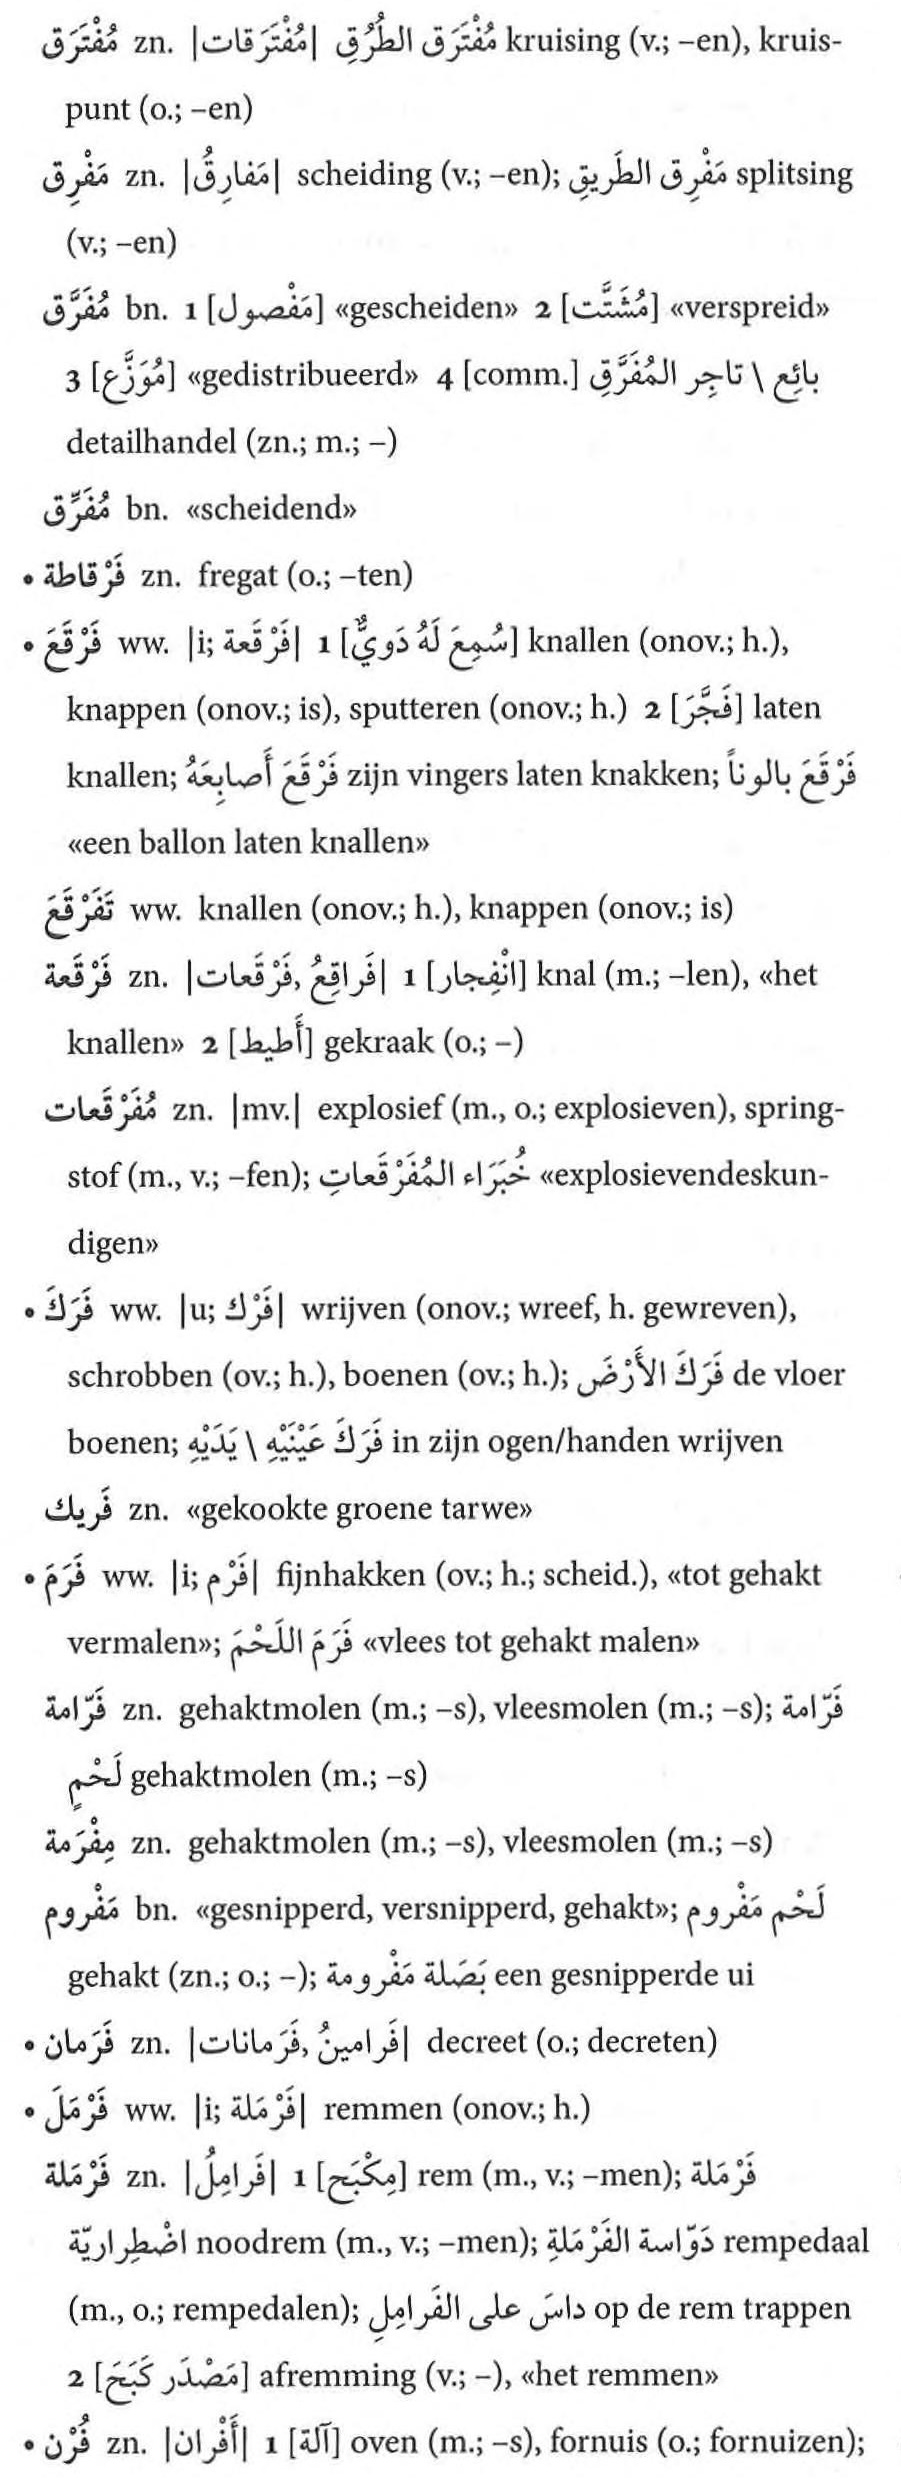 مُفْتَرَق zn. |مُفْتَرَقات| مُفْتَرَق الطُرُقِ kruising (v.; –en), kruis-
punt (o.; –en)
مَفْرِق zn. |مَفارِقُ| scheiding (v.; –en); مَفْرِق الطَريقِ splitsing
(v.; –en)
مُفَرَّق bn. 1 [مَفْصول] «gescheiden» 2 [مُشَتَّت] «verspreid»
3 [مُوَزَّع] «gedistribueerd» 4 [comm.] بائِع \ تاجِر المُفَرَّقِ
detailhandel (zn.; m.; –)
مُفَرِّق bn. «scheidend»
• فَرْقاطة zn. fregat (o.; –ten)
• فَرْقَعَ ww. |i; فَرْقَعة| 1 [سُمِعَ لَهُ دَوِيٌّ] knallen (onov.; h.),
knappen (onov.; is), sputteren (onov.; h.) 2 [فَجَّرَ] laten
knallen; فَرْقَعَ أَصابِعَهُ zijn vingers laten knakken; فَرْقَعَ بالوناً
«een ballon laten knallen»
تَفَرْقَعَ ww. knallen (onov.; h.), knappen (onov.; is)
فَرْقَعة zn. |فَراقِعُ, فَرْقَعات| 1 [انْفِجار] knal (m.; –len), «het
knallen» 2 [أَطيط] gekraak (o.; –)
مُفَرْقَعات zn. |mv.| explosief (m., o.; explosieven), spring-
stof (m., v.; –fen); خُبَرَاء المُفَرْقَعاتِ «explosievendeskun-
digen»
• فَرَكَ ww. |u; فَرْك| wrijven (onov.; wreef, h. gewreven),
schrobben (ov.; h.), boenen (ov.; h.); فَرَكَ الأَرْضَ de vloer
boenen; فَرَكَ عَيْنَيْهِ \ يَدَيْهِ in zijn ogen/handen wrijven
فَريك zn. «gekookte groene tarwe»
• فَرَمَ ww. |i; فَرْم| fijnhakken (ov.; h.; scheid.), «tot gehakt
vermalen»; فَرَمَ اللَحْمَ «vlees tot gehakt malen»
فَرّامة zn. gehaktmolen (m.; –s), vleesmolen (m.; –s); فَرّامة
لَحْمٍ gehaktmolen (m.; –s)
مِفْرَمة zn. gehaktmolen (m.; –s), vleesmolen (m.; –s)
مَفْروم bn. «gesnipperd, versnipperd, gehakt»; لَحْم مَفْروم
gehakt (zn.; o.; –); بَصَلة مَفْرومة een gesnipperde ui
• فَرَمان zn. |فَرامينُ, فَرَمانات| decreet (o.; decreten)
• فَرْمَلَ ww. |i; فَرْمَلة| remmen (onov.; h.)
فَرْمَلة zn. |فَرامِلُ| 1 [مِكْبَح] rem (m., v.; –men); فَرْمَلة
اضْطِراريّة noodrem (m., v.; –men); دَوّاسة الفَرْمَلةِ rempedaal
(m., o.; rempedalen); داسَ على الفَرامِلِ op de rem trappen
2 [مَصْدَر كَبَحَ] afremming (v.; –), «het remmen»
• فُرْن zn. |أَفْران| 1 [آلة] oven (m.; –s), fornuis (o.; fornuizen);